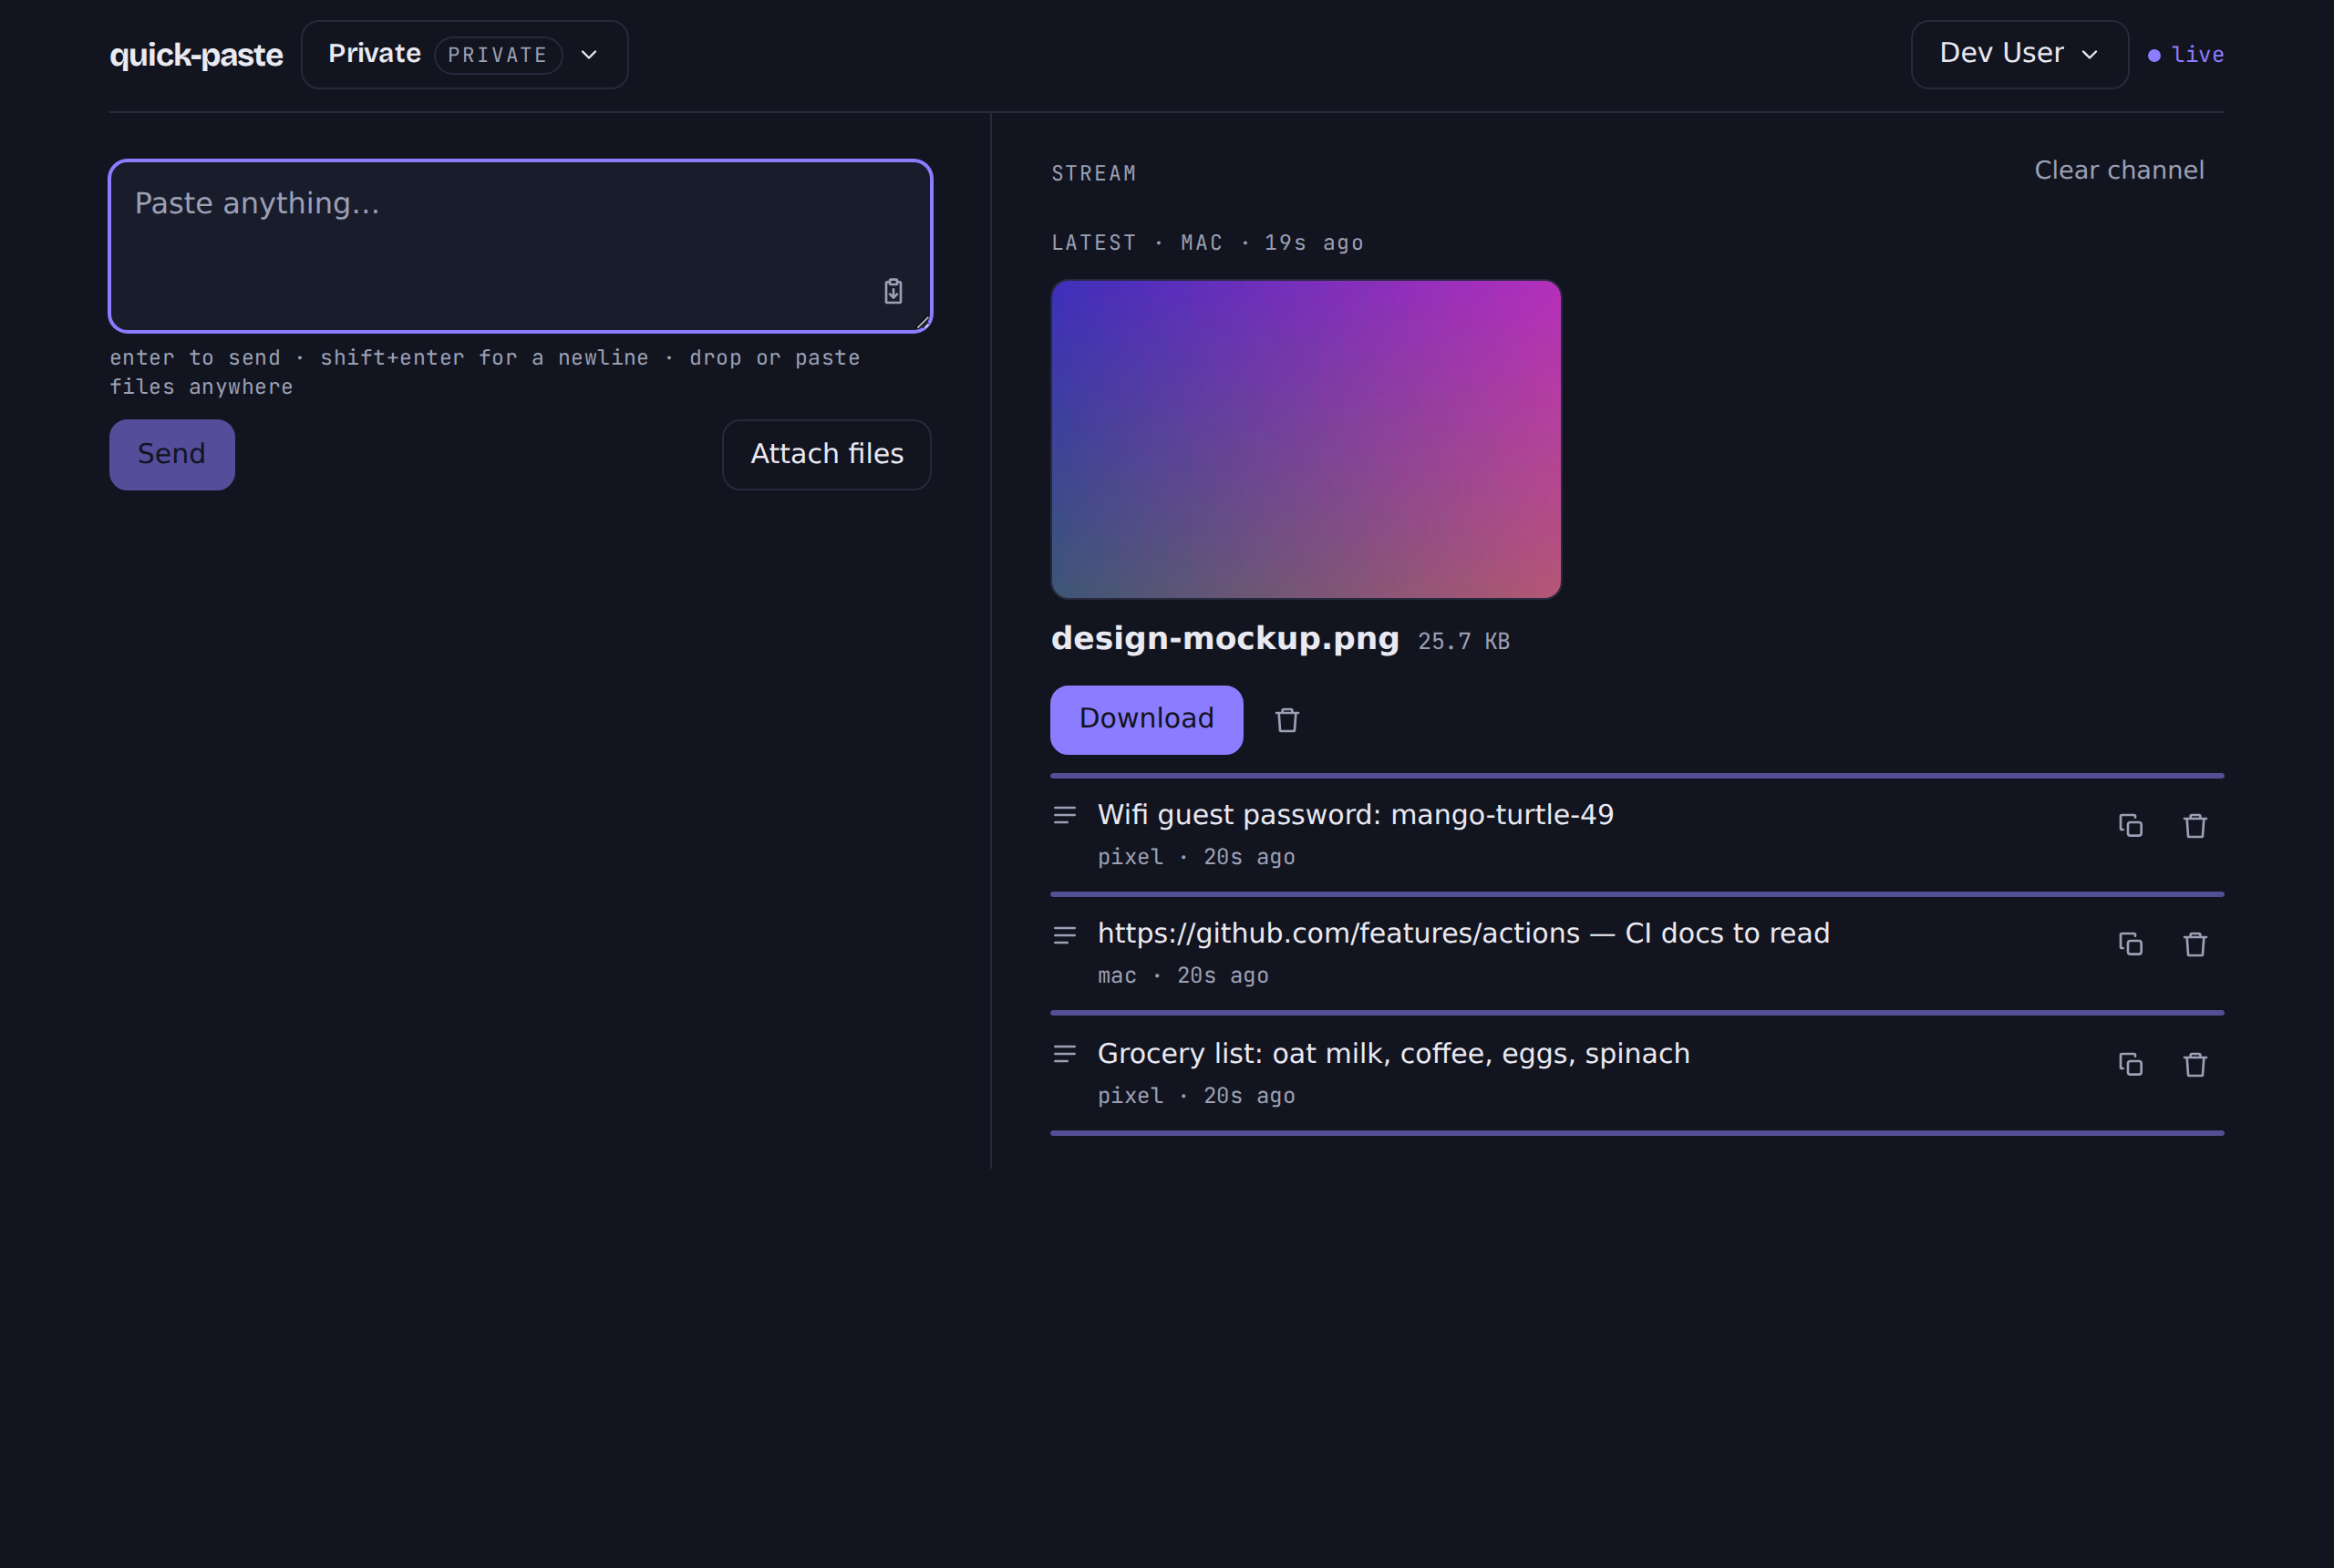 quick-paste Private PRIVATE Dev User live
Paste anything...
enter to send · shift+enter for a newline · drop or paste
files anywhere
Send Attach files
STREAM Clear channel
LATEST · MAC · 19s ago
design-mockup.png 25.7 KB
Download
Wifi guest password: mango-turtle-49
pixel · 20s ago
https://github.com/features/actions — CI docs to read
mac · 20s ago
Grocery list: oat milk, coffee, eggs, spinach
pixel · 20s ago